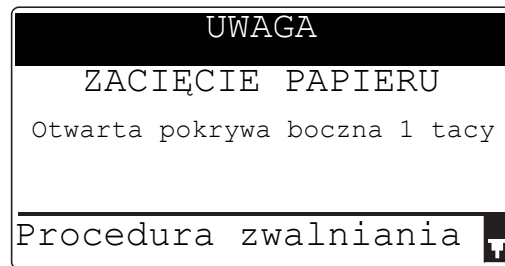 UWAGA
ZACIĘCIE PAPIERU
Otwarta pokrywa boczna 1 tacy
Procedura zwalniania